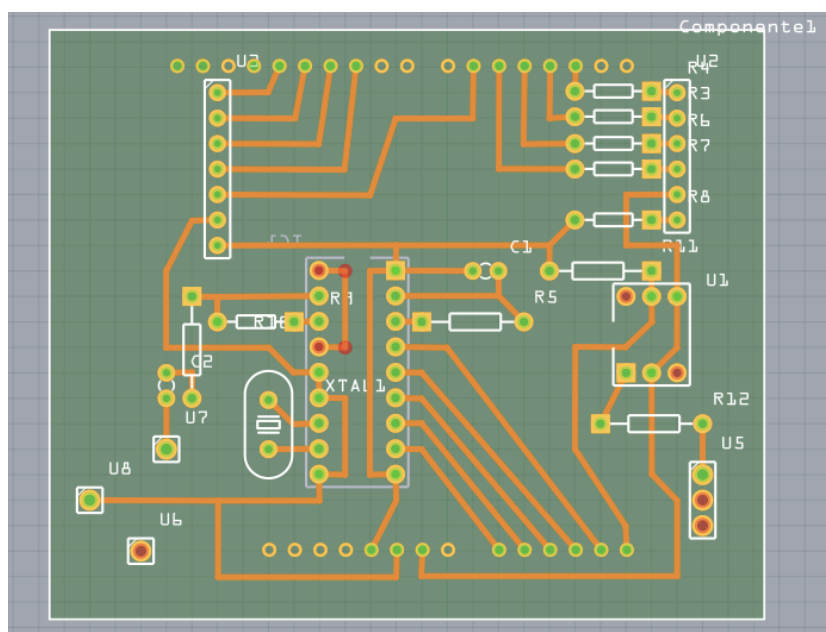 Componente1
U3
U2
R4
R3
R6
R7
R8
C1
R11
U1
R9
R5
R10
C2
XTAL1
U7
R12
U5
U8
U6